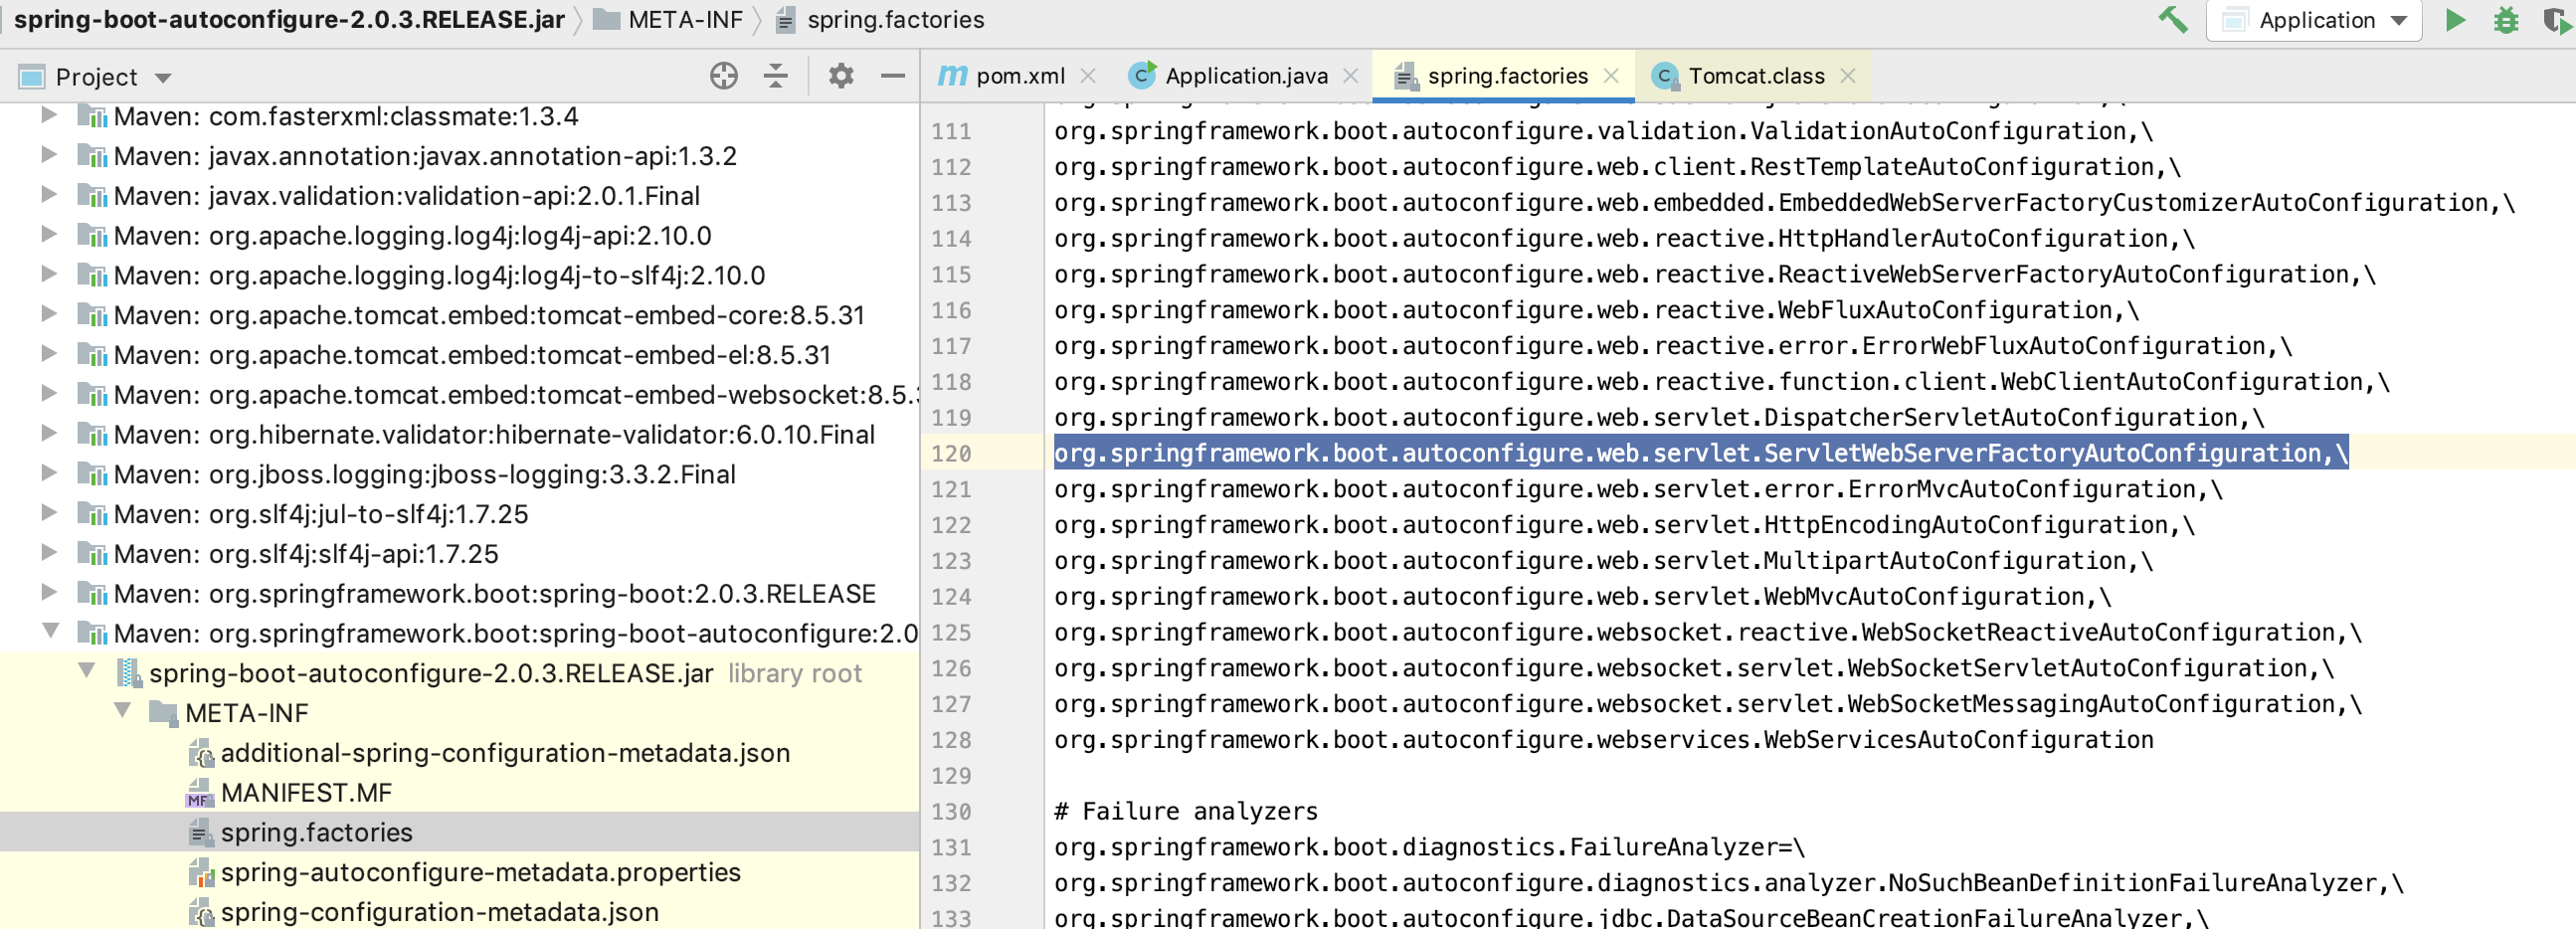 spring-boot-autoconfigure-2.0.3.RELEASE.jar META-INF spring.factories Application
Project
pom.xml Application.java spring.factories Tomcat.class
Maven: com.fasterxml:classmate:1.3.4
Maven: javax.annotation:javax.annotation-api:1.3.2
Maven: javax.validation:validation-api:2.0.1.Final
Maven: org.apache.logging.log4j:log4j-api:2.10.0
Maven: org.apache.logging.log4j:log4j-to-slf4j:2.10.0
Maven: org.apache.tomcat.embed:tomcat-embed-core:8.5.31
Maven: org.apache.tomcat.embed:tomcat-embed-el:8.5.31
Maven: org.apache.tomcat.embed:tomcat-embed-websocket:8.5.
Maven: org.hibernate.validator:hibernate-validator:6.0.10.Final
Maven: org.jboss.logging:jboss-logging:3.3.2.Final
Maven: org.slf4j:jul-to-slf4j:1.7.25
Maven: org.slf4j:slf4j-api:1.7.25
Maven: org.springframework.boot:spring-boot:2.0.3.RELEASE
Maven: org.springframework.boot:spring-boot-autoconfigure:2.0
spring-boot-autoconfigure-2.0.3.RELEASE.jar library root
META-INF
additional-spring-configuration-metadata.json
MANIFEST.MF
spring.factories
spring-autoconfigure-metadata.properties
spring-configuration-metadata.json
111 org.springframework.boot.autoconfigure.validation.ValidationAutoConfiguration,\
112 org.springframework.boot.autoconfigure.web.client.RestTemplateAutoConfiguration,\
113 org.springframework.boot.autoconfigure.web.embedded.EmbeddedWebServerFactoryCustomizerAutoConfiguration,\
114 org.springframework.boot.autoconfigure.web.reactive.HttpHandlerAutoConfiguration,\
115 org.springframework.boot.autoconfigure.web.reactive.ReactiveWebServerFactoryAutoConfiguration,\
116 org.springframework.boot.autoconfigure.web.reactive.WebFluxAutoConfiguration,\
117 org.springframework.boot.autoconfigure.web.reactive.error.ErrorWebFluxAutoConfiguration,\
118 org.springframework.boot.autoconfigure.web.reactive.function.client.WebClientAutoConfiguration,\
119 org.springframework.boot.autoconfigure.web.servlet.DispatcherServletAutoConfiguration,\
120 org.springframework.boot.autoconfigure.web.servlet.ServletWebServerFactoryAutoConfiguration,\
121 org.springframework.boot.autoconfigure.web.servlet.error.ErrorMvcAutoConfiguration,\
122 org.springframework.boot.autoconfigure.web.servlet.HttpEncodingAutoConfiguration,\
123 org.springframework.boot.autoconfigure.web.servlet.MultipartAutoConfiguration,\
124 org.springframework.boot.autoconfigure.web.servlet.WebMvcAutoConfiguration,\
125 org.springframework.boot.autoconfigure.websocket.reactive.WebSocketReactiveAutoConfiguration,\
126 org.springframework.boot.autoconfigure.websocket.servlet.WebSocketServletAutoConfiguration,\
127 org.springframework.boot.autoconfigure.websocket.servlet.WebSocketMessagingAutoConfiguration,\
128 org.springframework.boot.autoconfigure.webservices.WebServicesAutoConfiguration
129
130 # Failure analyzers
131 org.springframework.boot.diagnostics.FailureAnalyzer=\
132 org.springframework.boot.autoconfigure.diagnostics.analyzer.NoSuchBeanDefinitionFailureAnalyzer,\
133 org.springframework.boot.autoconfigure.jdbc.DataSourceBeanCreationFailureAnalyzer,\